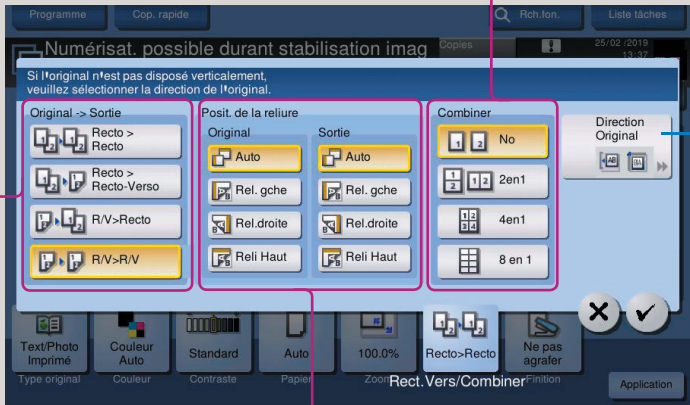 Programme
Cop. rapide
Rch.fon.
Liste tâches
Numérisat. possible durant stabilisation imag
Copies
25/02 /2019
13:37
Si l'original n'est pas disposé verticalement,
veuillez sélectionner la direction de l'original.
Original -> Sortie
Recto >
Recto
Recto >
Recto-Verso
R/V>Recto
R/V>R/V
Posit. de la reliure
Original
Sortie
Auto
Auto
Rel. gche
Rel. gche
Rel.droite
Rel.droite
Reli Haut
Reli Haut
Combiner
No
2en1
4en1
8 en 1
Direction
Original
Text/Photo
Imprimé
Couleur
Auto
Standard
Auto
100.0%
Recto>Recto
Ne pas
agrafer
Type original
Couleur
Contraste
Papier
Zoom
Rect.Vers/Combiner
Finition
Application